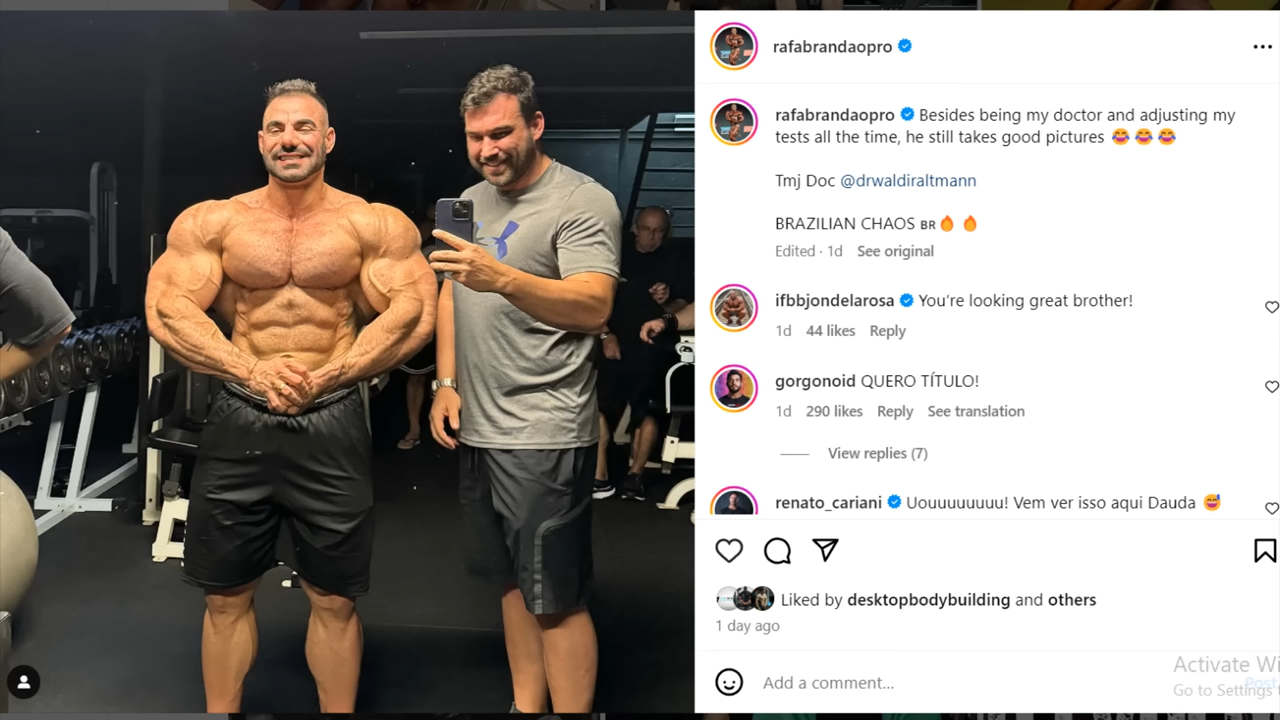 rafabrandaopro
rafabrandaopro Besides being my doctor and adjusting my
tests all the time, he still takes good pictures 😂 😂 😂
Tmj Doc @drwaldiraltmann
BRAZILIAN CHAOS BR🔥 🔥
Edited · 1d See original
ifbbjondelarosa You're looking great brother!
1d 44 likes Reply
gorgonoid QUERO TÍTULO!
1d 290 likes Reply See translation
View replies (7)
renato_cariani Uouuuuuuuu! Vem ver isso aqui Dauda 😅
Liked by desktopbodybuilding and others
1 day ago
Add a comment...
Activate Wi
Go to Settings t
Post